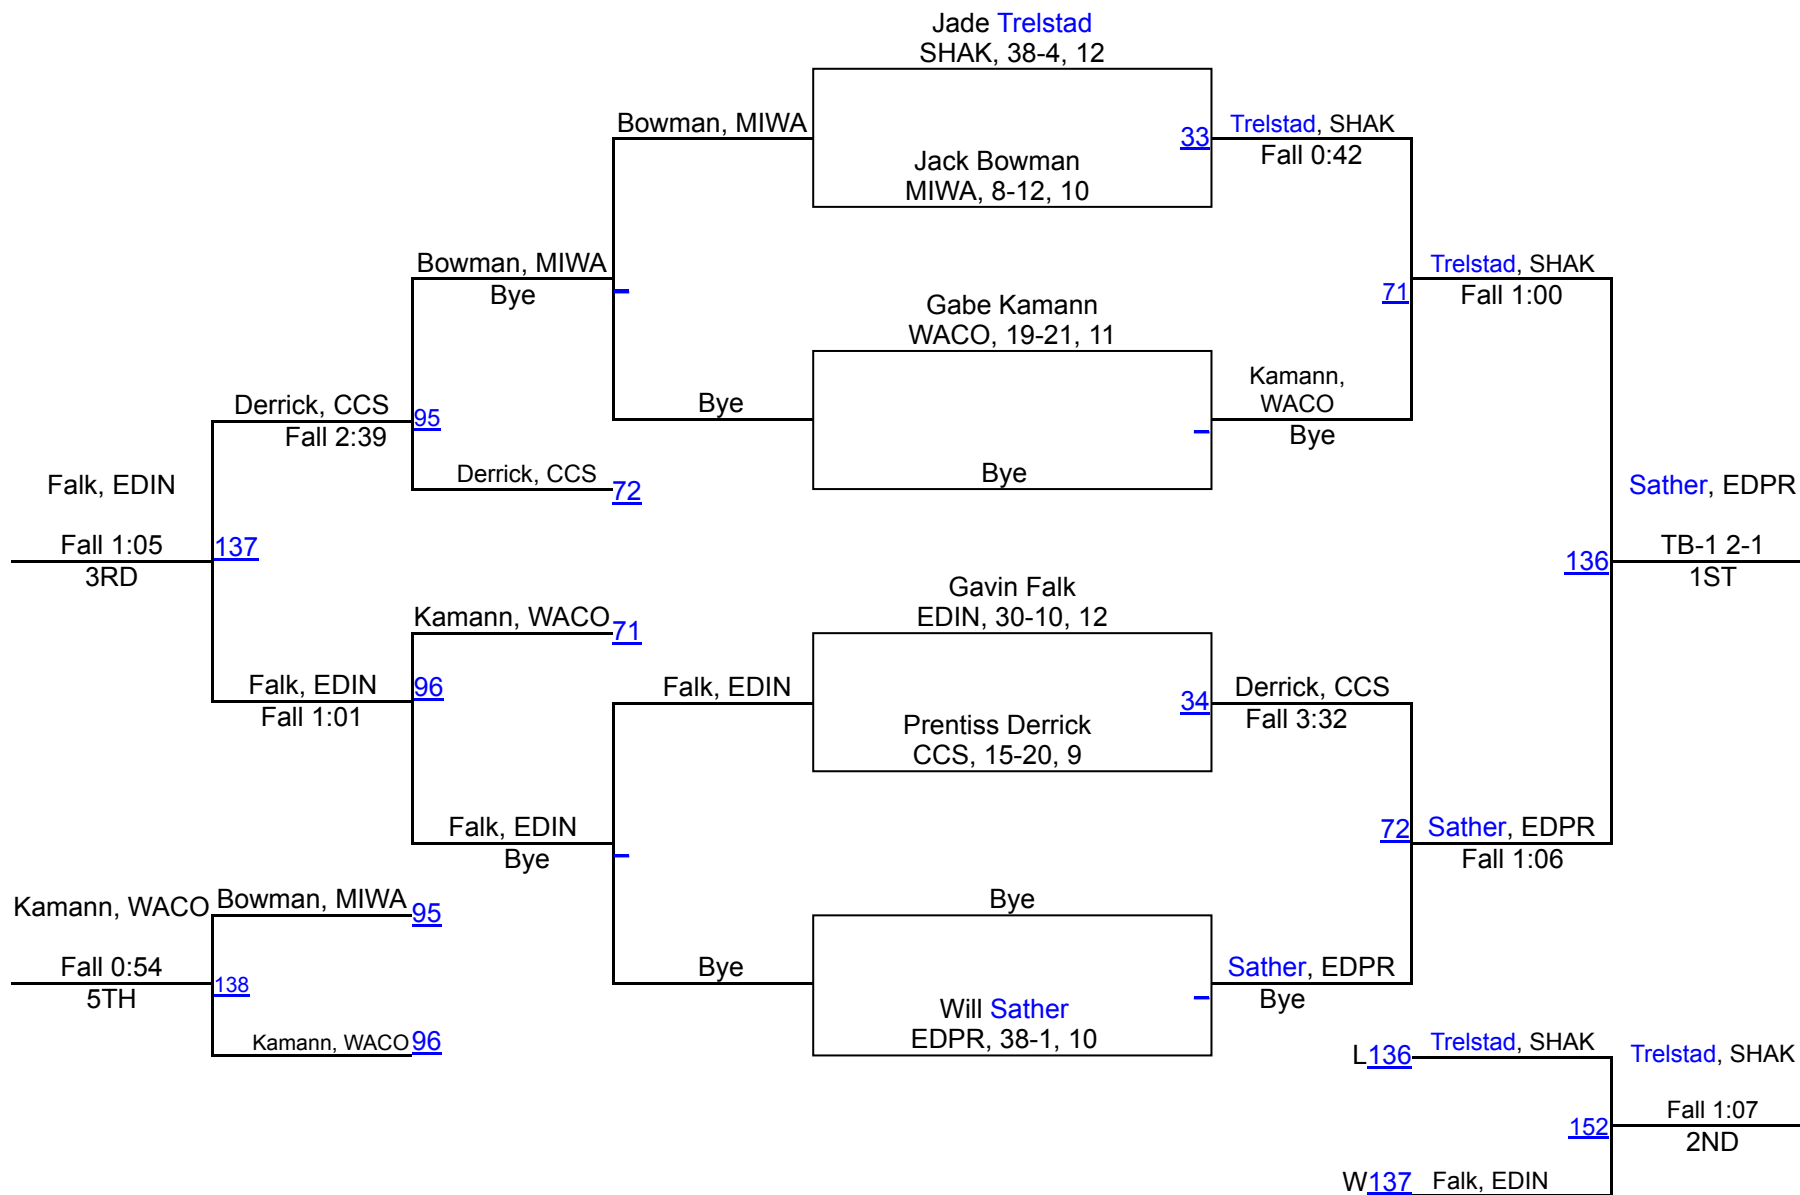 Jade Trelstad
SHAK, 38-4, 12
Bowman, MIWA
33
Trelstad, SHAK
Fall 0:42
Jack Bowman
MIWA, 8-12, 10
Bowman, MIWA
Bye
Trelstad, SHAK
71
Fall 1:00
Gabe Kamann
WACO, 19-21, 11
Kamann,
WACO
Bye
Bye
Bye
Derrick, CCS
95
Fall 2:39
Derrick, CCS
72
Falk, EDIN
Fall 1:05
137
3RD
Sather, EDPR
136
TB-1 2-1
1ST
Gavin Falk
EDIN, 30-10, 12
Kamann, WACO
71
Falk, EDIN
96
Fall 1:01
Falk, EDIN
34
Derrick, CCS
Fall 3:32
Prentiss Derrick
CCS, 15-20, 9
Falk, EDIN
Bye
72
Sather, EDPR
Fall 1:06
Kamann, WACO
Bowman, MIWA
95
Bye
Fall 0:54
138
5TH
Bye
Sather, EDPR
Bye
Will Sather
EDPR, 38-1, 10
Kamann, WACO
96
L136
Trelstad, SHAK
Trelstad, SHAK
152
Fall 1:07
2ND
W137
Falk, EDIN